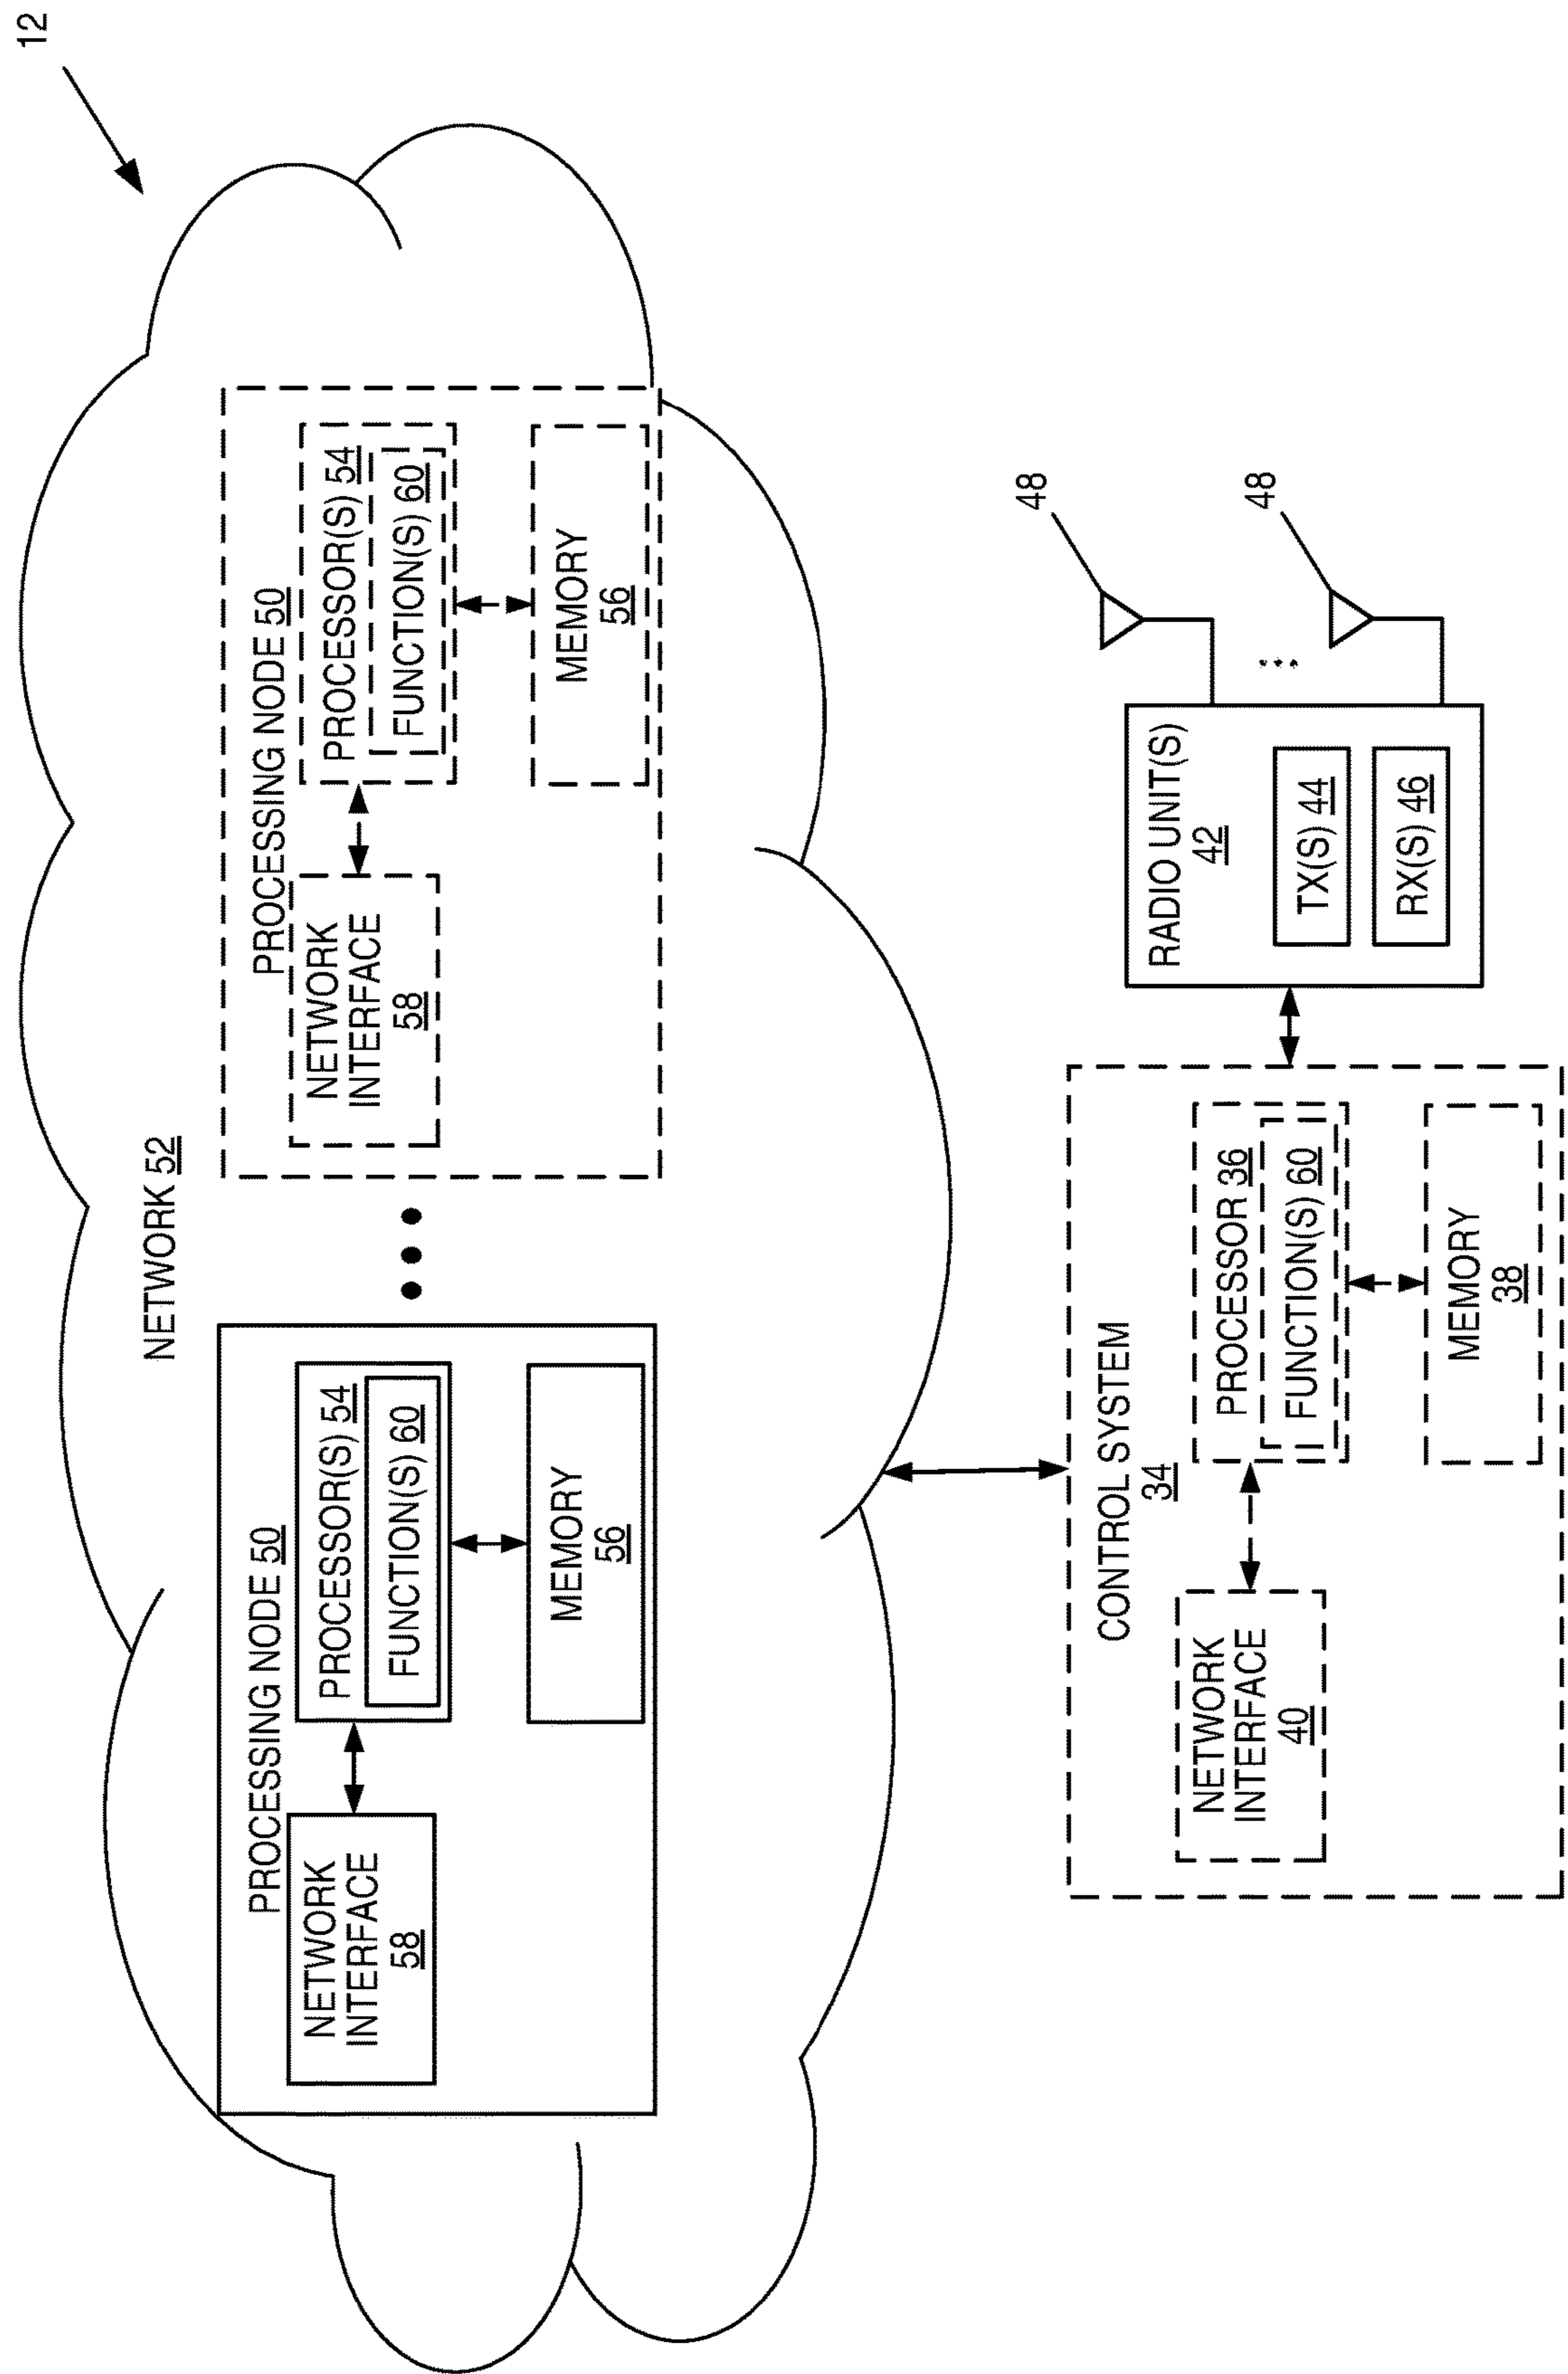 12
NETWORK 52
PROCESSING NODE 50
NETWORK
INTERFACE
58
PROCESSOR(S) 54
FUNCTION(S) 60
MEMORY
56
PROCESSING NODE 50
NETWORK
INTERFACE
58
PROCESSOR(S) 54
FUNCTION(S) 60
MEMORY
56
CONTROL SYSTEM
34
NETWORK
INTERFACE
40
PROCESSOR 36
FUNCTION(S) 60
MEMORY
38
RADIO UNIT(S)
42
TX(S) 44
RX(S) 46
48
48